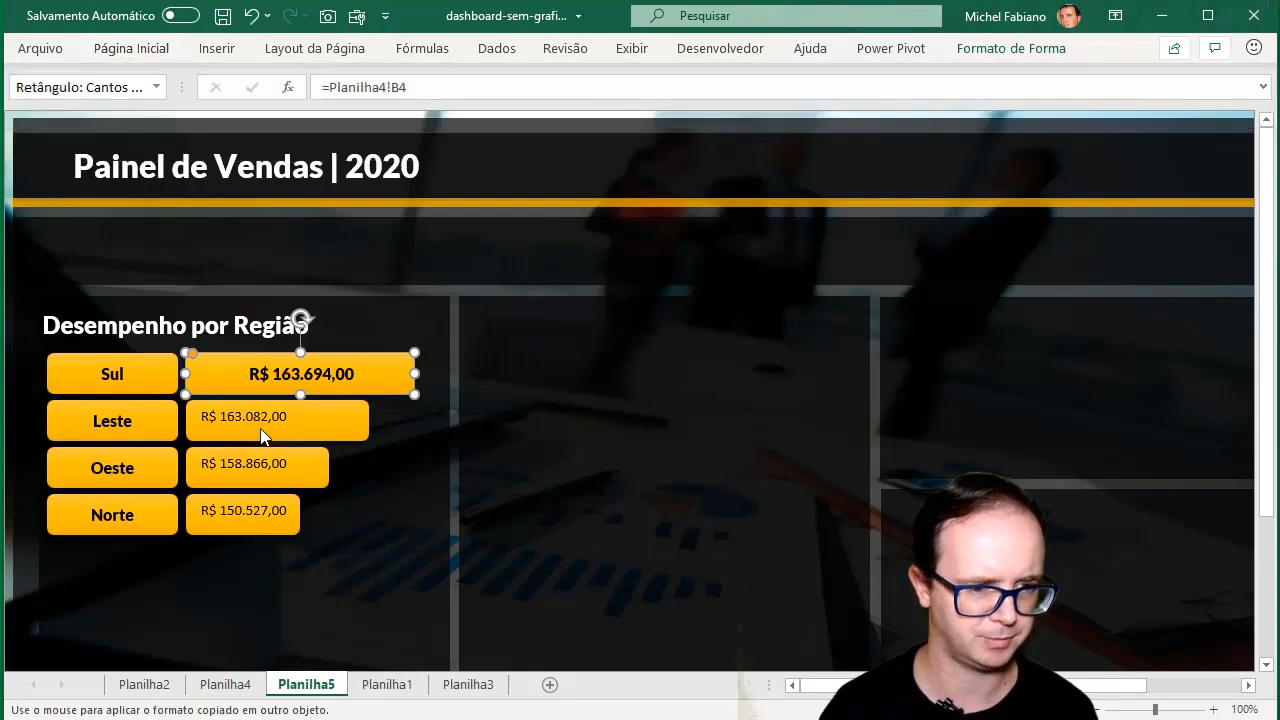 Salvamento Automático
dashboard-sem-grafi...
Pesquisar
Michel Fabiano
Arquivo
Página Inicial
Inserir
Layout da Página
Fórmulas
Dados
Revisão
Exibir
Desenvolvedor
Ajuda
Power Pivot
Formato de Forma
Retângulo: Cantos ...
fx
=Planilha4!B4
Painel de Vendas | 2020
Desempenho por Região
Sul
R$ 163.694,00
Leste
R$ 163.082,00
Oeste
R$ 158.866,00
Norte
R$ 150.527,00
Planilha2
Planilha4
Planilha5
Planilha1
Planilha3
Use o mouse para aplicar o formato copiado em outro objeto.
100%